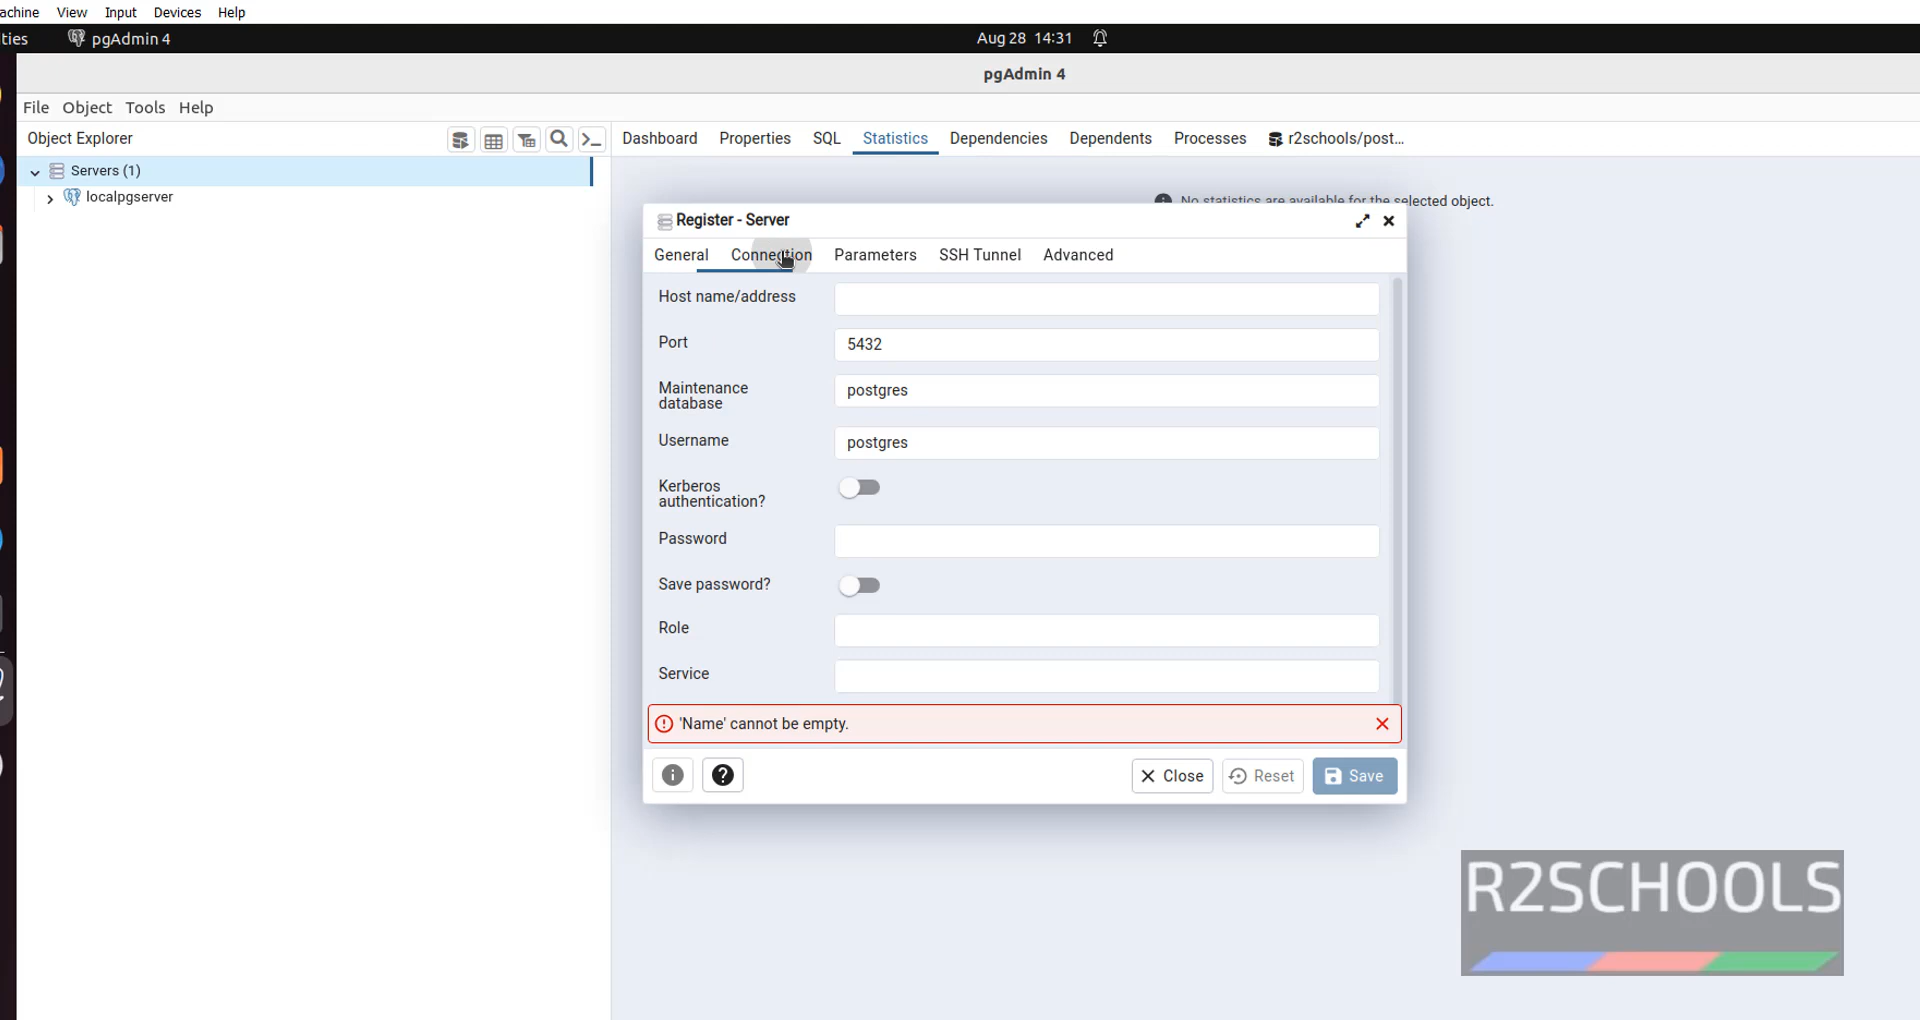 achine View Input Devices Help
ties pgAdmin 4 Aug 28 14:31
pgAdmin 4
File Object Tools Help
Object Explorer Dashboard Properties SQL Statistics Dependencies Dependents Processes r2schools/post...
Servers (1)
localpgserver
No statistics are available for the selected object.
Register - Server
General Connection Parameters SSH Tunnel Advanced
Host name/address
Port 5432
Maintenance
database
postgres
Username postgres
Kerberos
authentication?
Password
Save password?
Role
Service
'Name' cannot be empty.
Close Reset Save
R2SCHOOLS